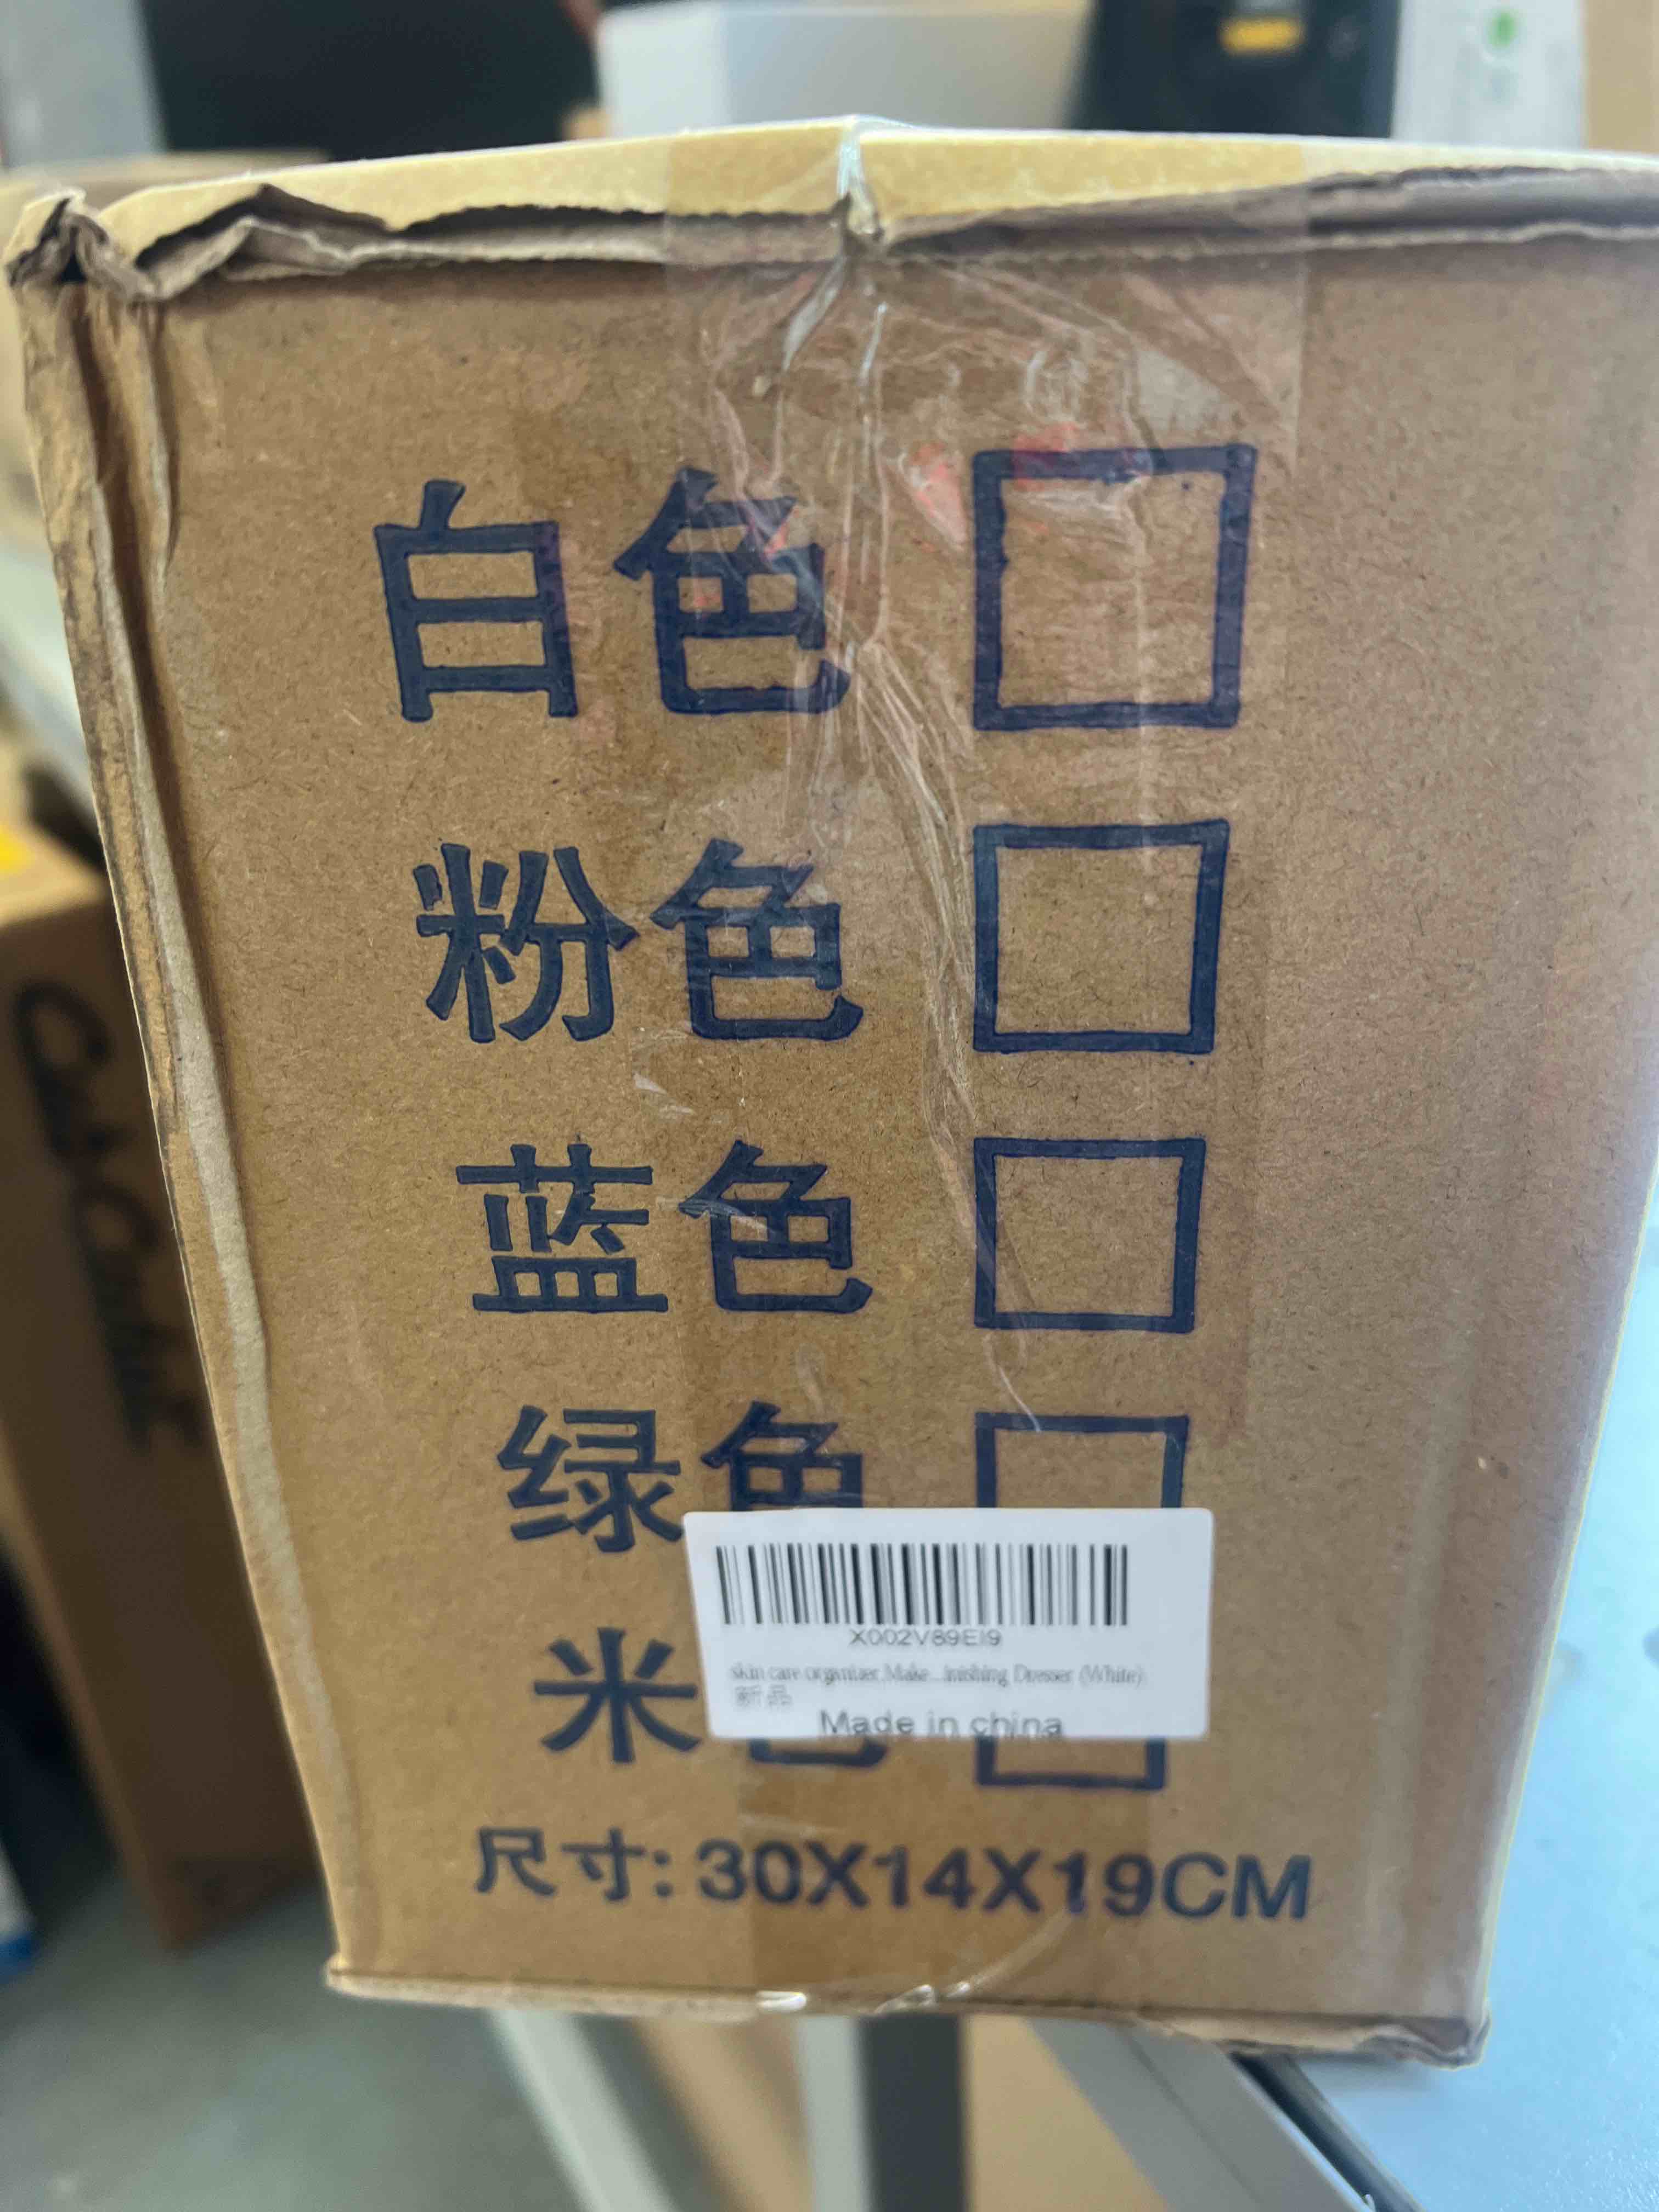 白色
粉色
蓝色
绿色
X002V89EI9
skin care organizer,Make...inishing Dresser (White)
新品
Made in china
米色
尺寸: 30X14X19CM